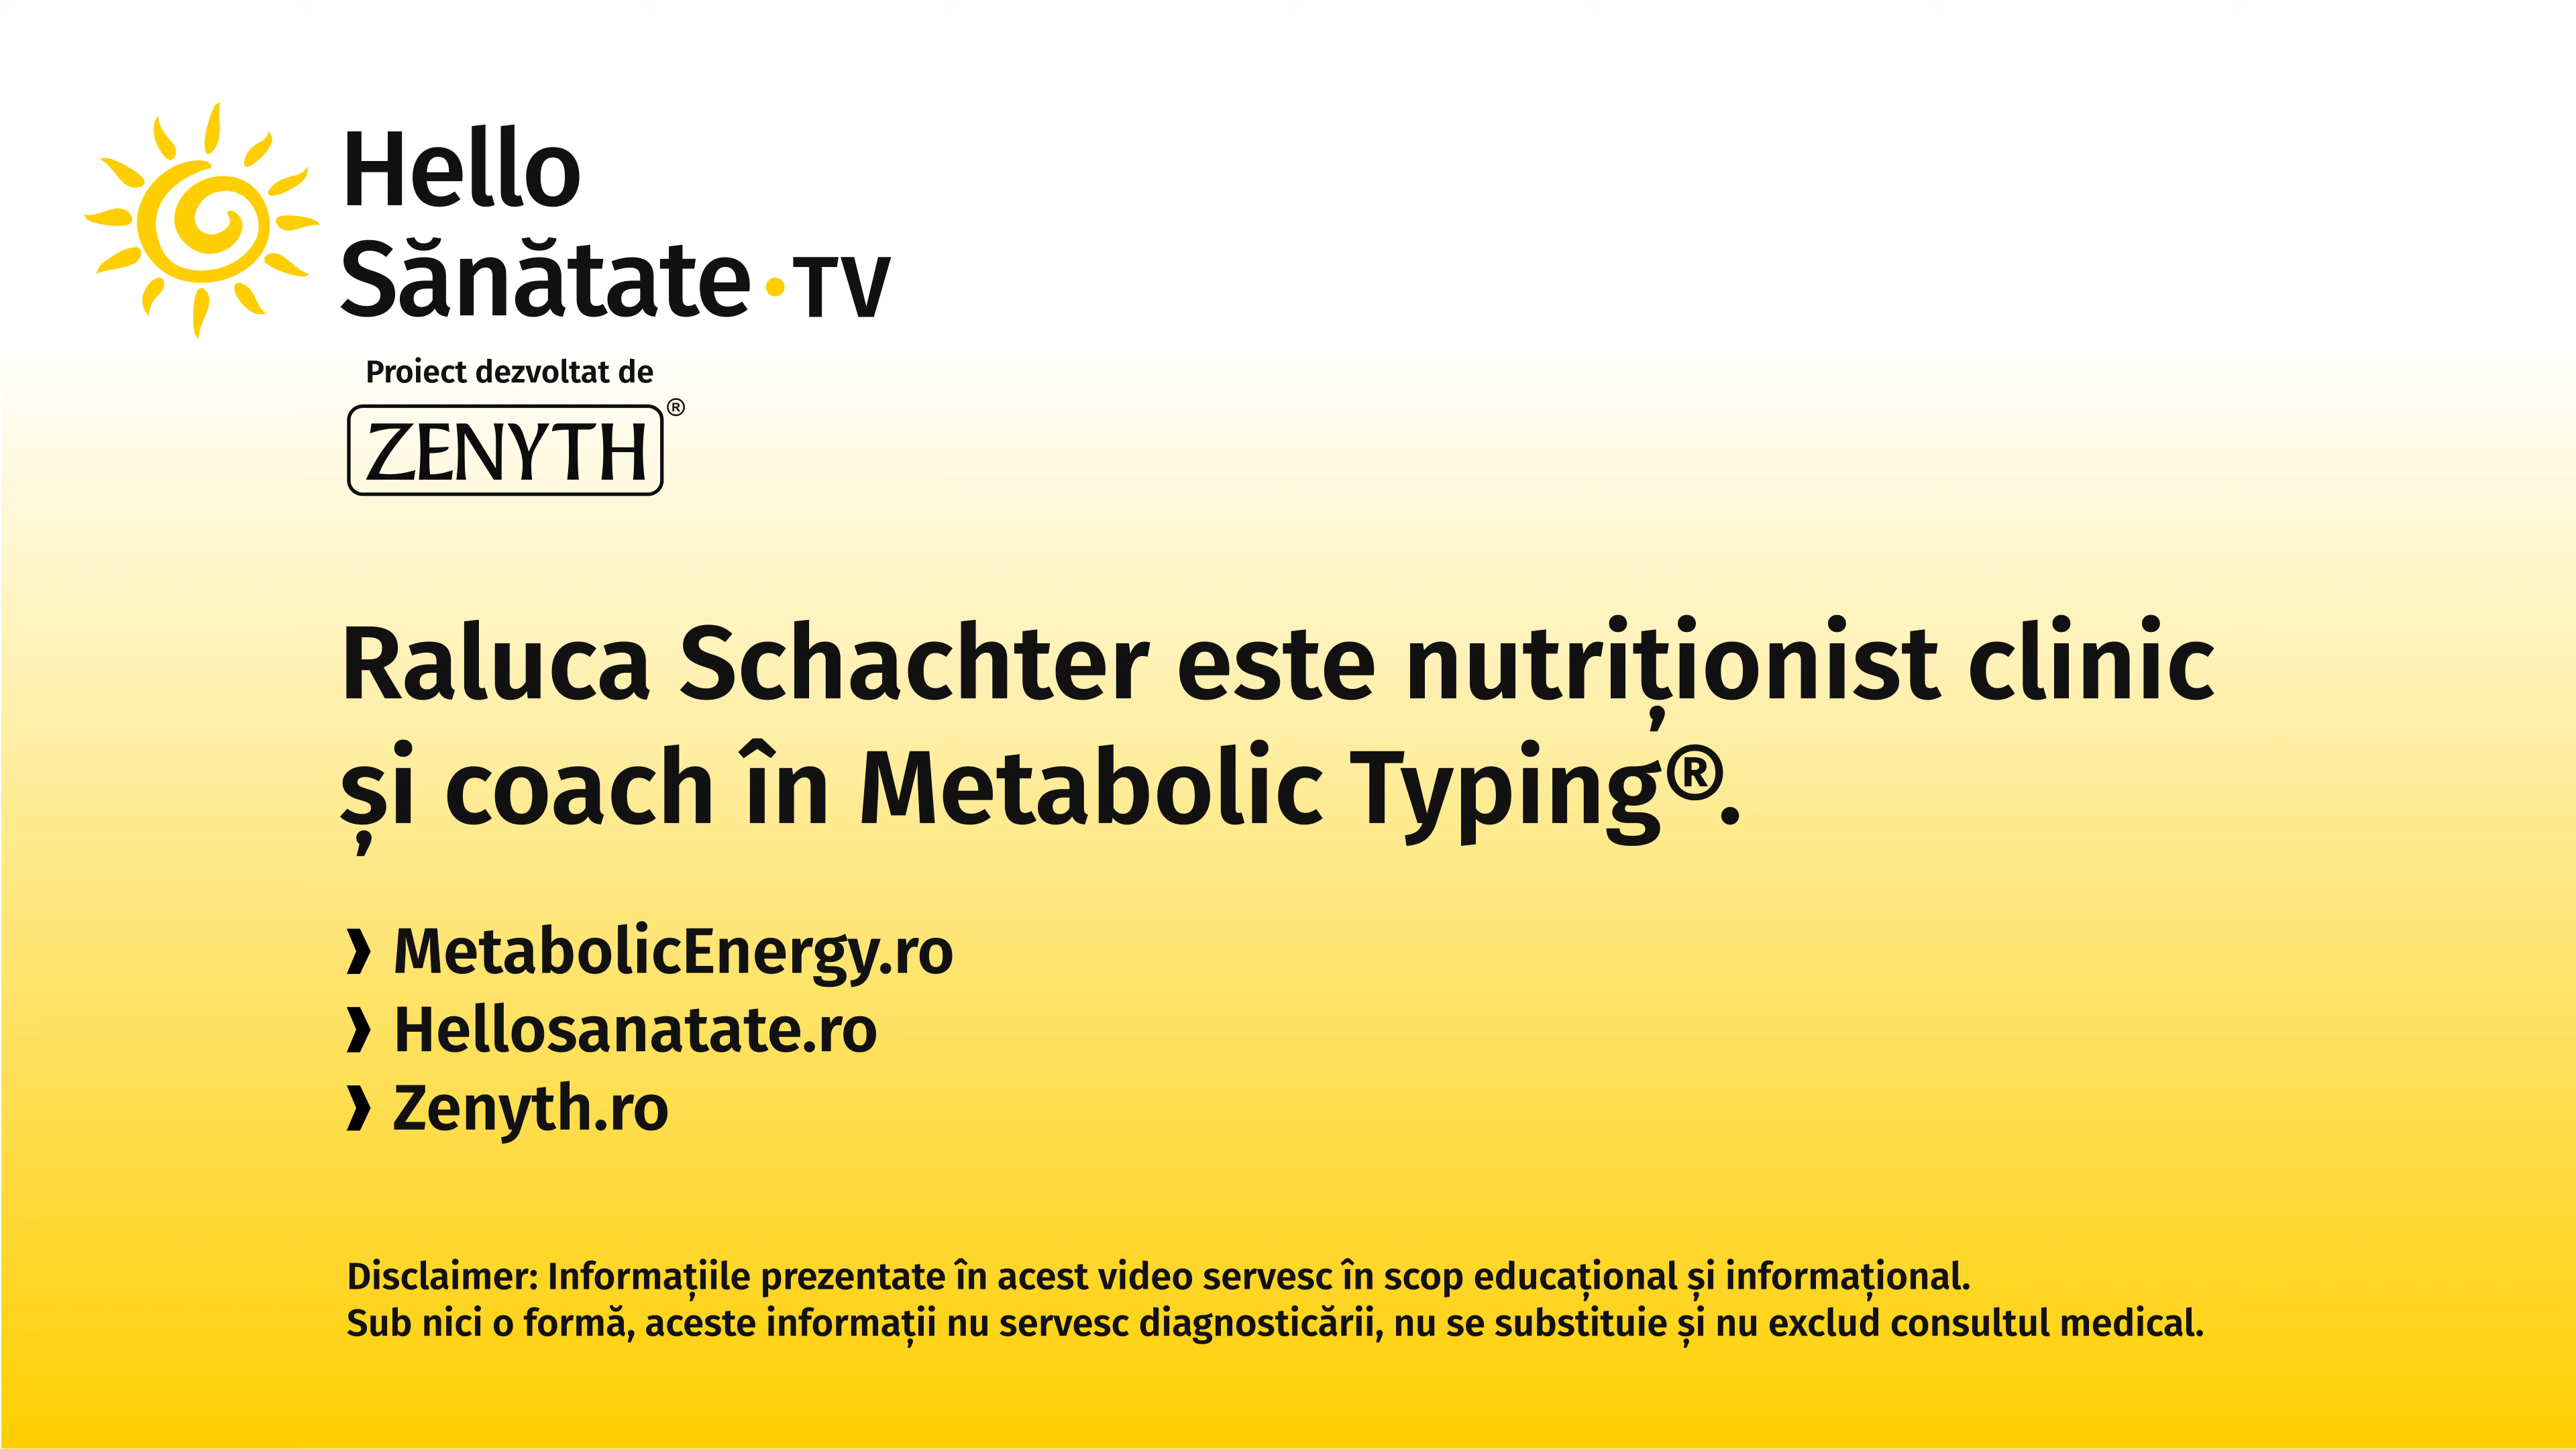 Hello
Sănătate·TV
Proiect dezvoltat de
ZENYTH®
Raluca Schachter este nutriționist clinic
și coach în Metabolic Typing®.
❱ MetabolicEnergy.ro
❱ Hellosanatate.ro
❱ Zenyth.ro
Disclaimer: Informațiile prezentate în acest video servesc în scop educațional și informațional.
Sub nici o formă, aceste informații nu servesc diagnosticării, nu se substituie și nu exclud consultul medical.